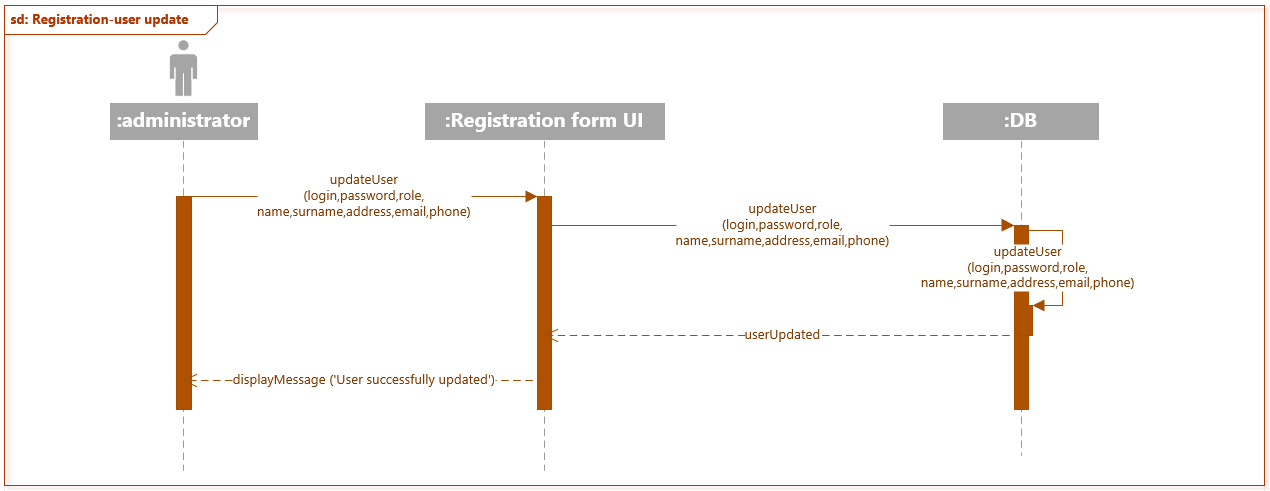 sd: Registration-user update
:administrator
:Registration form UI
:DB
updateUser
(login,password,role,
name,surname,address,email,phone)
updateUser
(login,password,role,
name,surname,address,email,phone)
updateUser
(login,password,role,
name,surname,address,email,phone)
userUpdated
displayMessage ('User successfully updated')